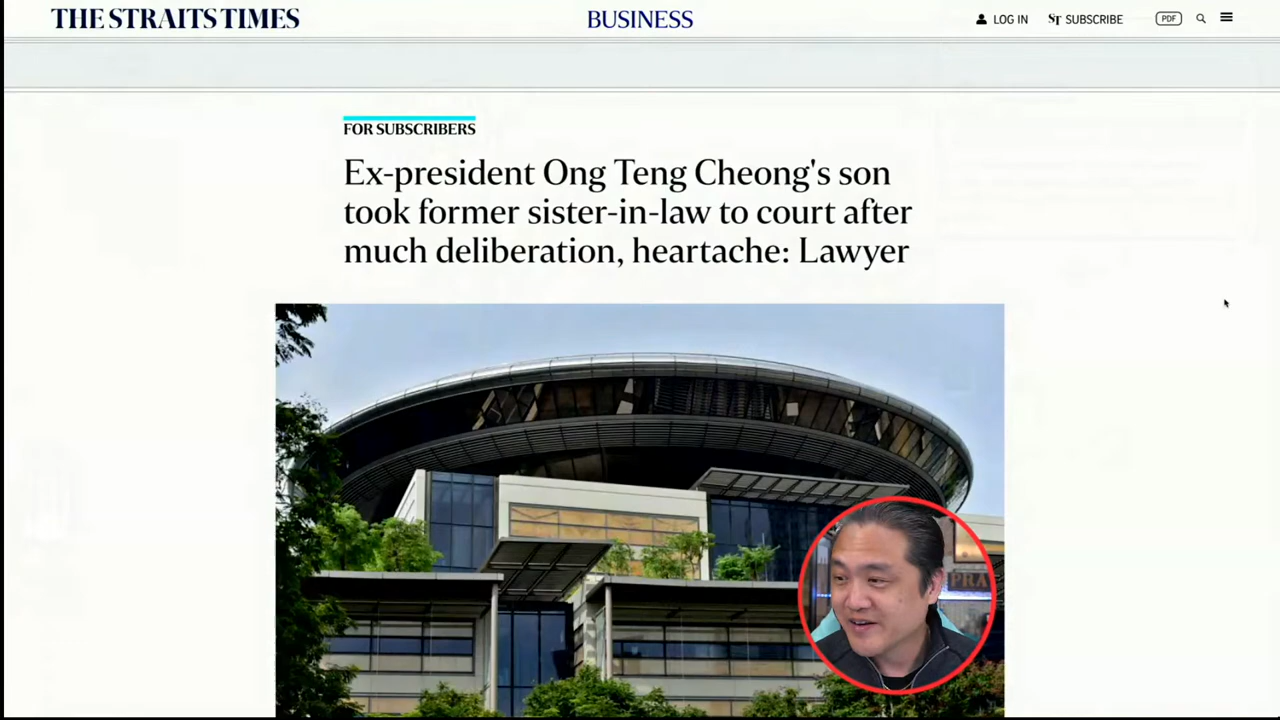 THE STRAITS TIMES
BUSINESS
LOG IN
ST SUBSCRIBE
PDF
FOR SUBSCRIBERS
Ex-president Ong Teng Cheong's son
took former sister-in-law to court after
much deliberation, heartache: Lawyer
PRA